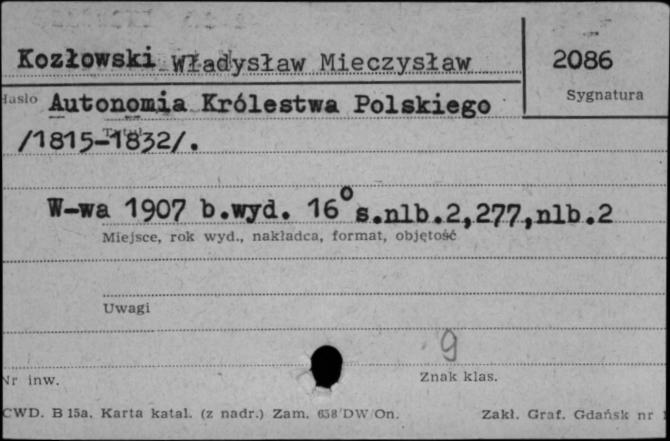 Kozłowski Władysław Mieczysław 2086
Hasło Autonomia Królestwa Polskiego Sygnatura
/1815-1832/.
Tytuł
W-wa 1907 b.wyd. 16° s.nlb.2,277,nlb.2
Miejsce, rok wyd., nakładca, format, objętość
Uwagi
9
Nr inw. Znak klas.
CWD. B 15a. Karta katal. (z nadr.) Zam. 658/DW/On. Zakł. Graf. Gdańsk nr 1